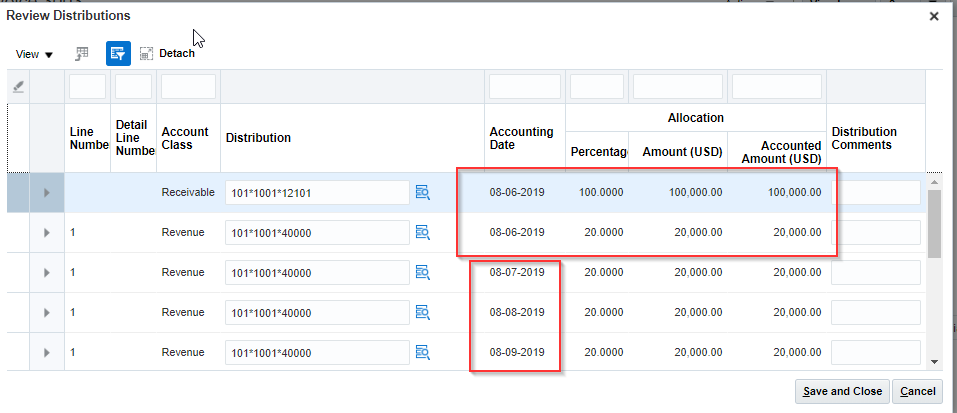 Review Distributions
View Detach
Allocation
Line Numbe Detail Line Numbe Account Class Distribution Accounting Date Percentag Amount (USD) Accounted Amount (USD) Distribution Comments
Receivable 101*1001*12101 08-06-2019 100.0000 100,000.00 100,000.00
1 Revenue 101*1001*40000 08-06-2019 20.0000 20,000.00 20,000.00
1 Revenue 101*1001*40000 08-07-2019 20.0000 20,000.00 20,000.00
1 Revenue 101*1001*40000 08-08-2019 20.0000 20,000.00 20,000.00
1 Revenue 101*1001*40000 08-09-2019 20.0000 20,000.00 20,000.00
Save and Close Cancel